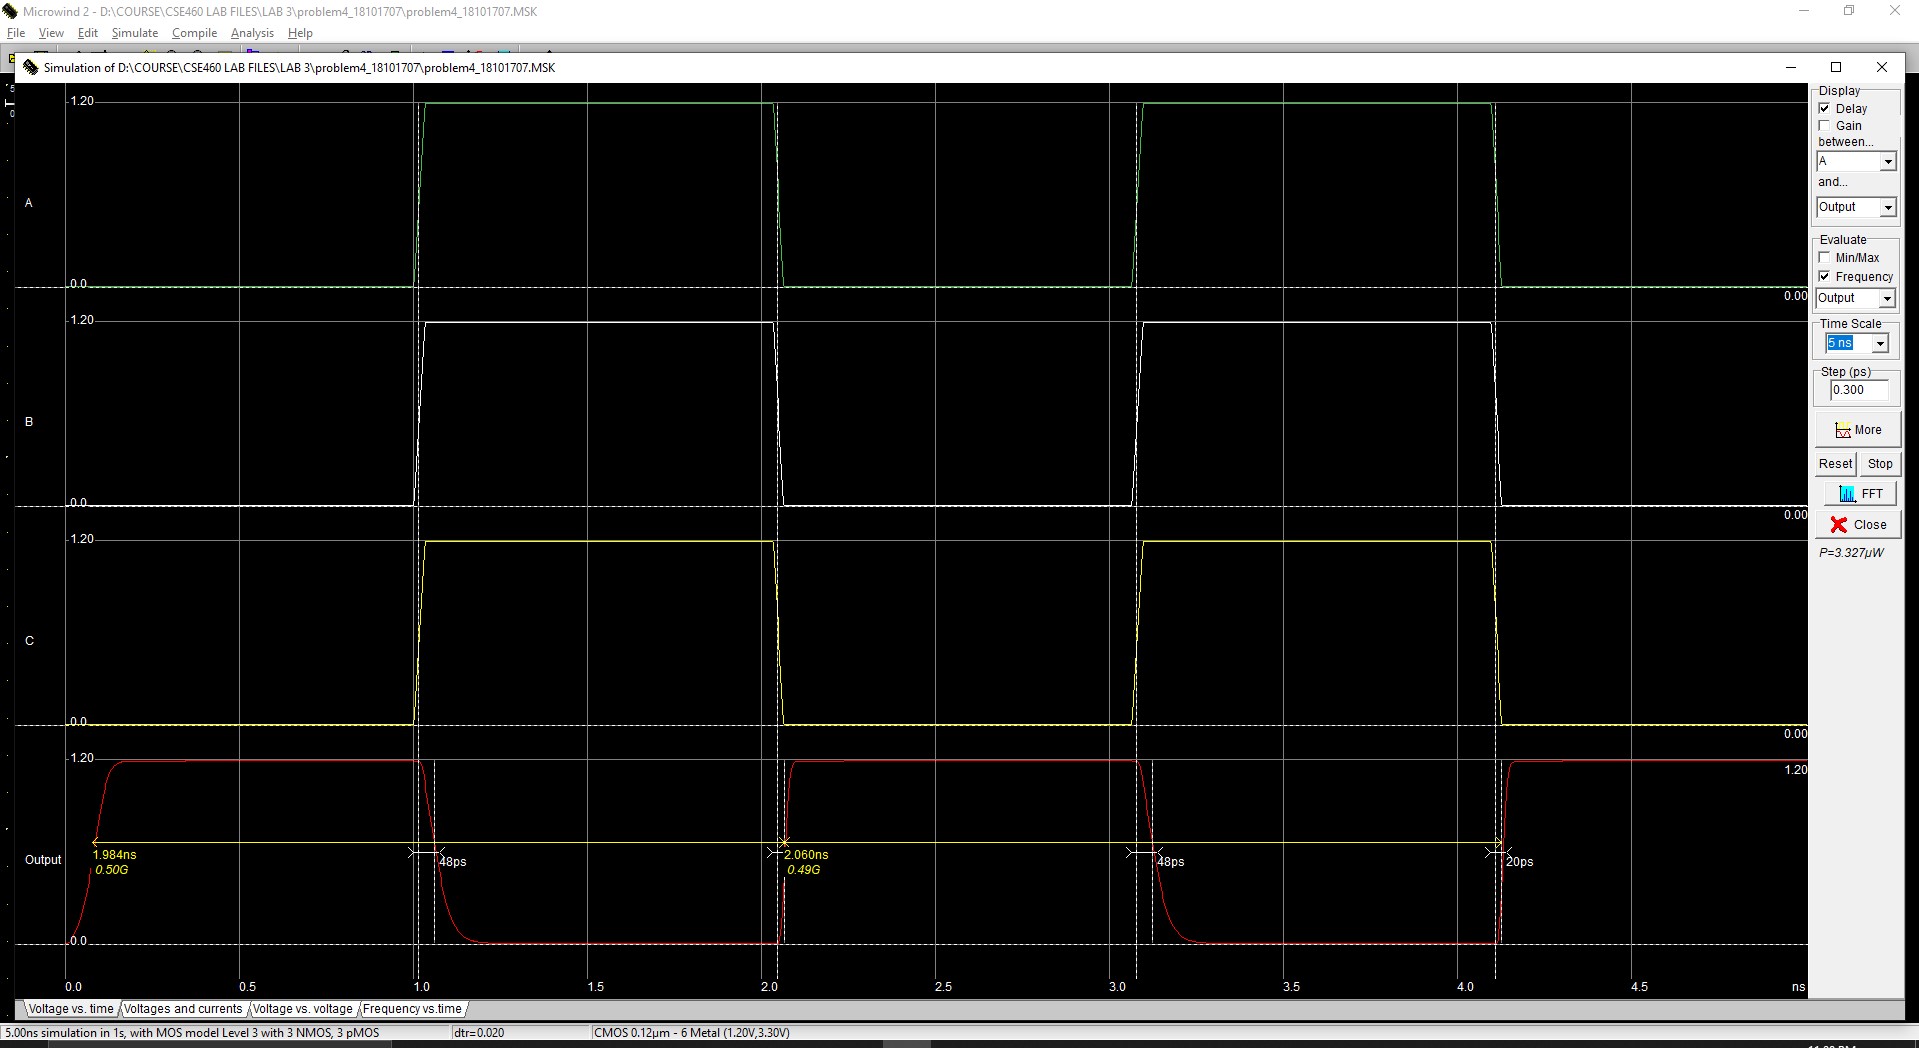 Microwind 2 - D:\COURSE\CSE460 LAB FILES\LAB 3\problem4_18101707\problem4_18101707.MSK
File View Edit Simulate Compile Analysis Help
Simulation of D:\COURSE\CSE460 LAB FILES\LAB 3\problem4_18101707\problem4_18101707.MSK
1.20
A
0.0
0.00
1.20
B
0.0
0.00
1.20
C
0.0
0.00
1.20
1.20
Output
1.984ns
0.50G
48ps
2.060ns
0.49G
48ps
20ps
0.0
0.0 0.5 1.0 1.5 2.0 2.5 3.0 3.5 4.0 4.5 ns
Display
Delay
Gain
between...
A
and...
Output
Evaluate
Min/Max
Frequency
Output
Time Scale
5 ns
Step (ps)
0.300
More
Reset Stop
FFT
Close
P=3.327µW
Voltage vs. time Voltages and currents Voltage vs. voltage Frequency vs.time
5.00ns simulation in 1s, with MOS model Level 3 with 3 NMOS, 3 pMOS dtr=0.020 CMOS 0.12µm - 6 Metal (1.20V,3.30V)